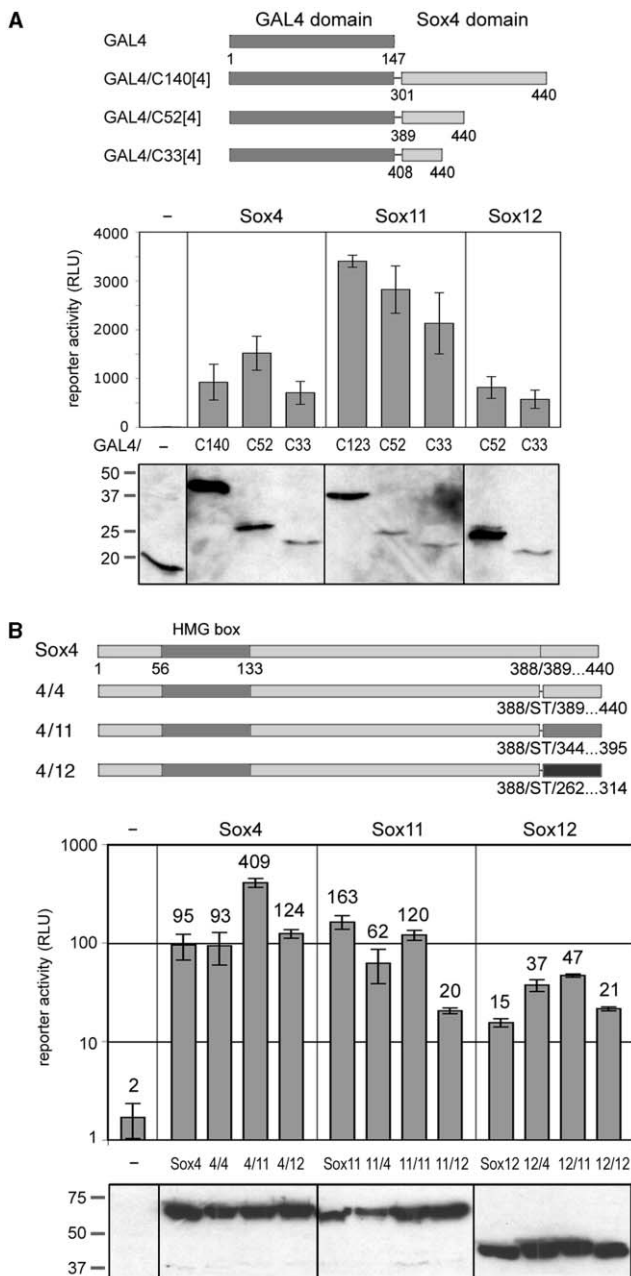 A
GAL4 domain Sox4 domain
GAL4
1 147
GAL4/C140[4]
301 440
GAL4/C52[4]
389 440
GAL4/C33[4]
408 440
– Sox4 Sox11 Sox12
reporter activity (RLU)
4000
3000
2000
1000
0
GAL4/ – C140 C52 C33 C123 C52 C33 C52 C33
50
37
25
20
B
HMG box
Sox4
1 56 133 388/389...440
4/4
388/ST/389...440
4/11
388/ST/344...395
4/12
388/ST/262...314
– Sox4 Sox11 Sox12
reporter activity (RLU)
1000
100
10
1
2 95 93 409 124 163 62 120 20 15 37 47 21
– Sox4 4/4 4/11 4/12 Sox11 11/4 11/11 11/12 Sox12 12/4 12/11 12/12
75
50
37